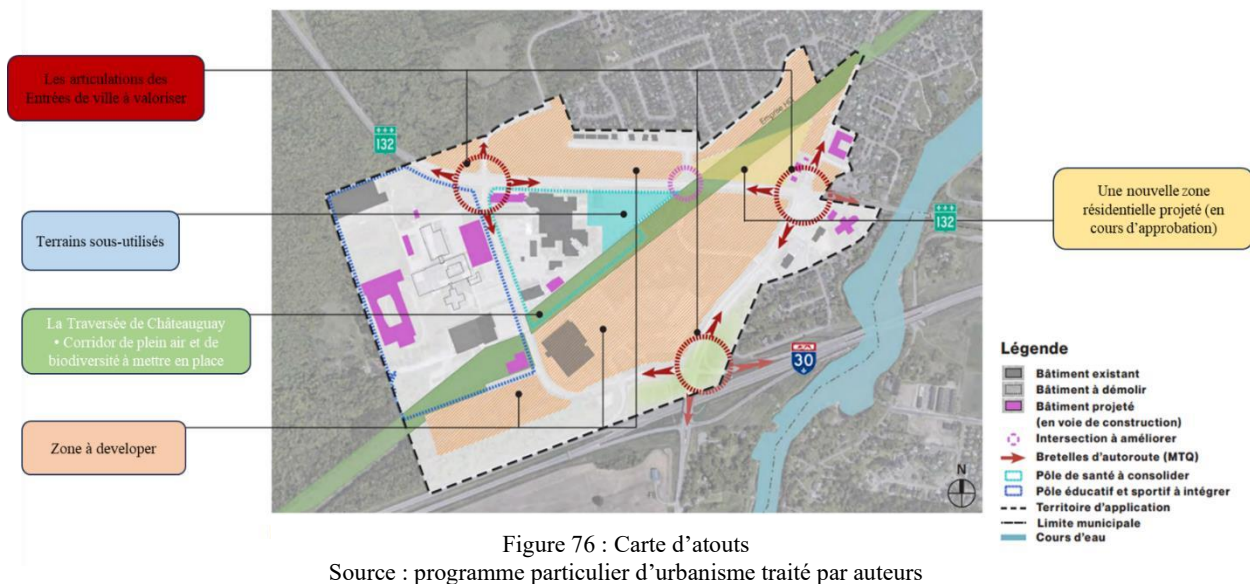 Les articulations des
Entrées de ville à valoriser
Terrains sous-utilisés
La Traversée de Châteauguay
• Corridor de plein air et de
biodiversité à mettre en place
Zone à developer
132
Emprise HQ
132
30
Une nouvelle zone
résidentielle projeté (en
cours d'approbation)
Légende
Bâtiment existant
Bâtiment à démolir
Bâtiment projeté
(en voie de construction)
Intersection à améliorer
Bretelles d'autoroute (MTQ)
Pôle de santé à consolider
Pôle éducatif et sportif à intégrer
Territoire d'application
Limite municipale
Cours d'eau
N
Figure 76 : Carte d'atouts
Source : programme particulier d'urbanisme traité par auteurs